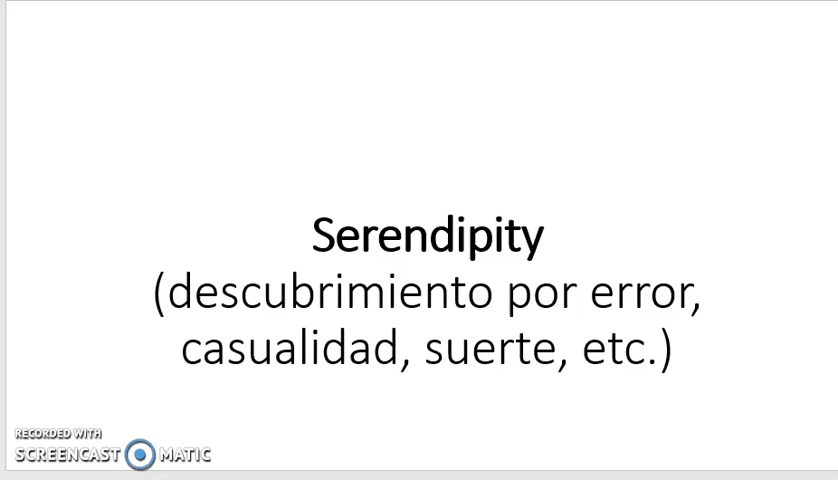 Serendipity
(descubrimiento por error,
casualidad, suerte, etc.)
RECORDED WITH
SCREENCAST MATIC